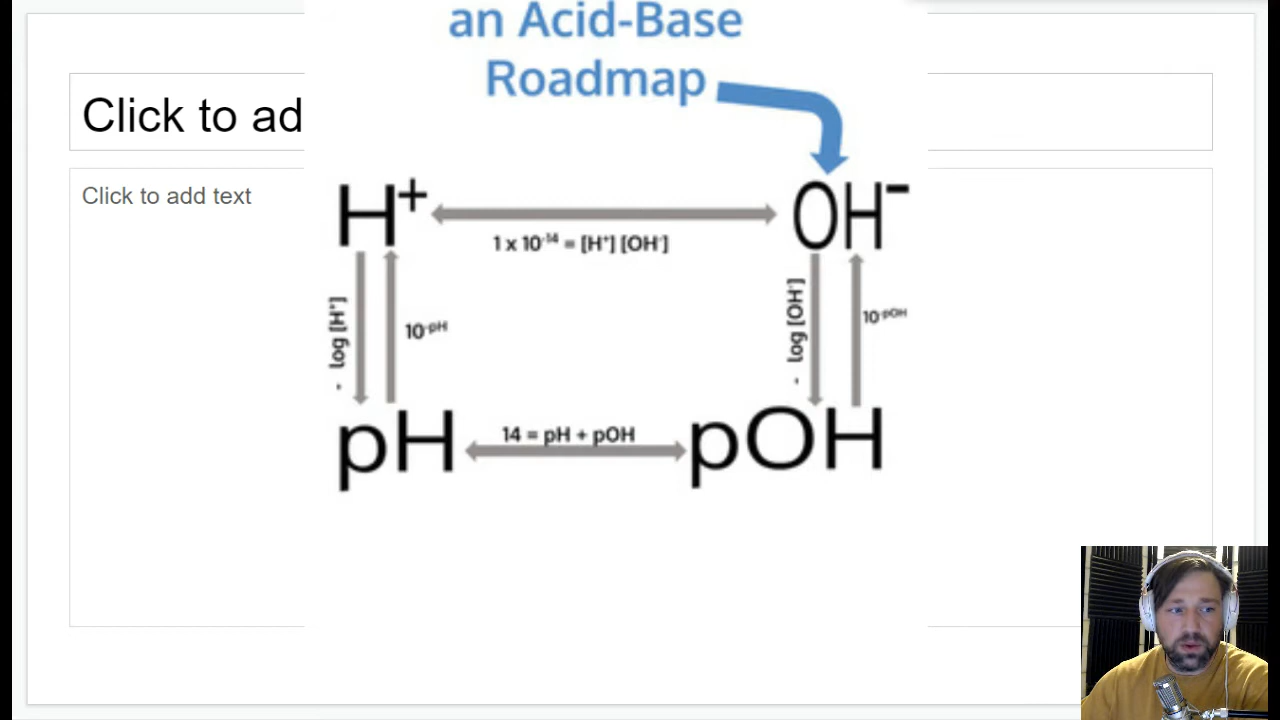 an Acid-Base
Roadmap
Click to ad
Click to add text
H⁺
OH⁻
1 x 10⁻¹⁴ = [H⁺] [OH⁻]
- log [H⁺]
10⁻ᵖᴴ
- log [OH⁻]
10⁻ᵖᴼᴴ
pH
14 = pH + pOH
pOH